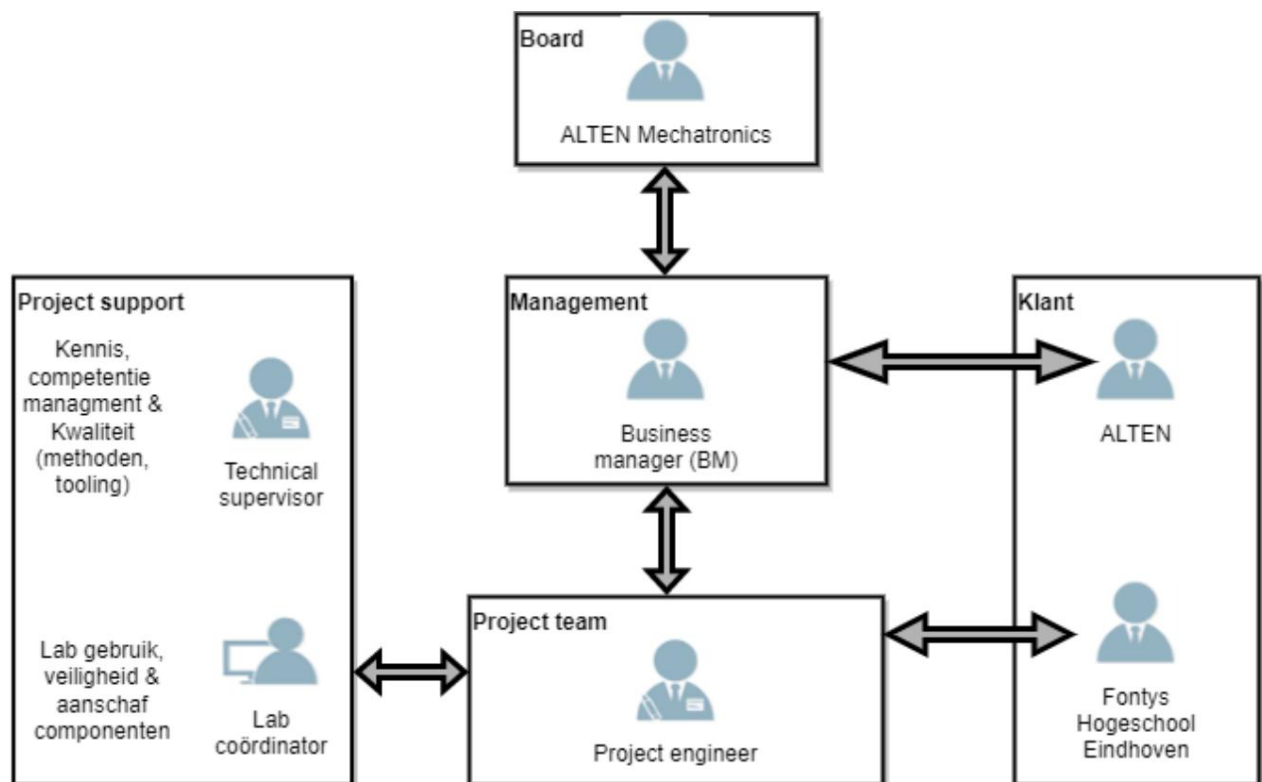 Board
ALTEN Mechatronics
Project support
Kennis,
competentie
managment &
Kwaliteit
(methoden,
tooling)
Technical
supervisor
Lab gebruik,
veiligheid &
aanschaf
componenten
Lab
coördinator
Management
Business
manager (BM)
Project team
Project engineer
Klant
ALTEN
Fontys
Hogeschool
Eindhoven